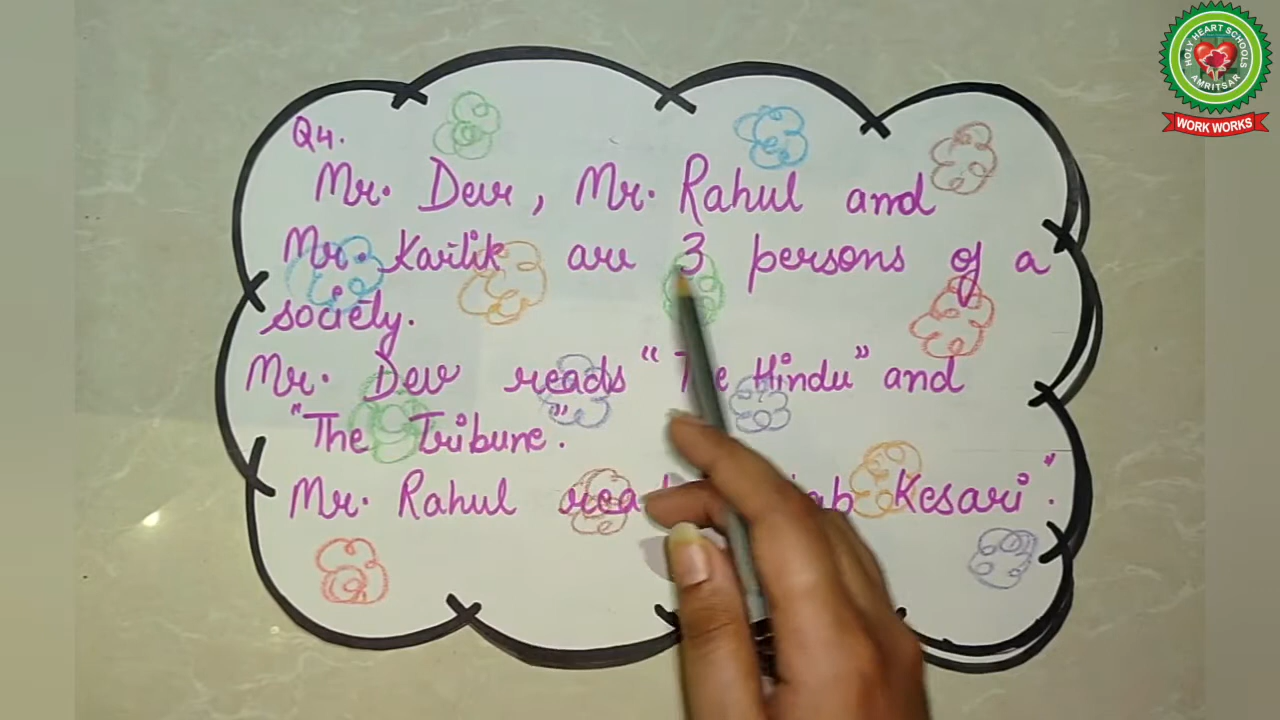 Q4.
Mr. Dev, Mr. Rahul and
Mr. Kartik are 3 persons of a
society.
Mr. Dev reads "The Hindu" and
"The Tribune."
Mr. Rahul Kesari".
HOLY HEART SCHOOLS
AMRITSAR
WORK WORKS